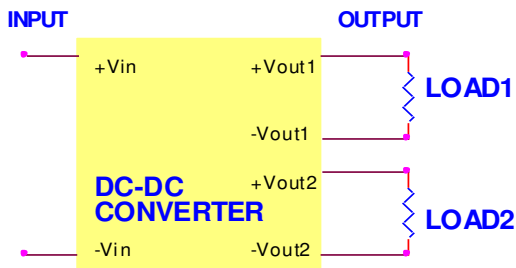 INPUT
OUTPUT
+Vin
+Vout1
LOAD1
-Vout1
DC-DC
CONVERTER
+Vout2
LOAD2
-Vin
-Vout2